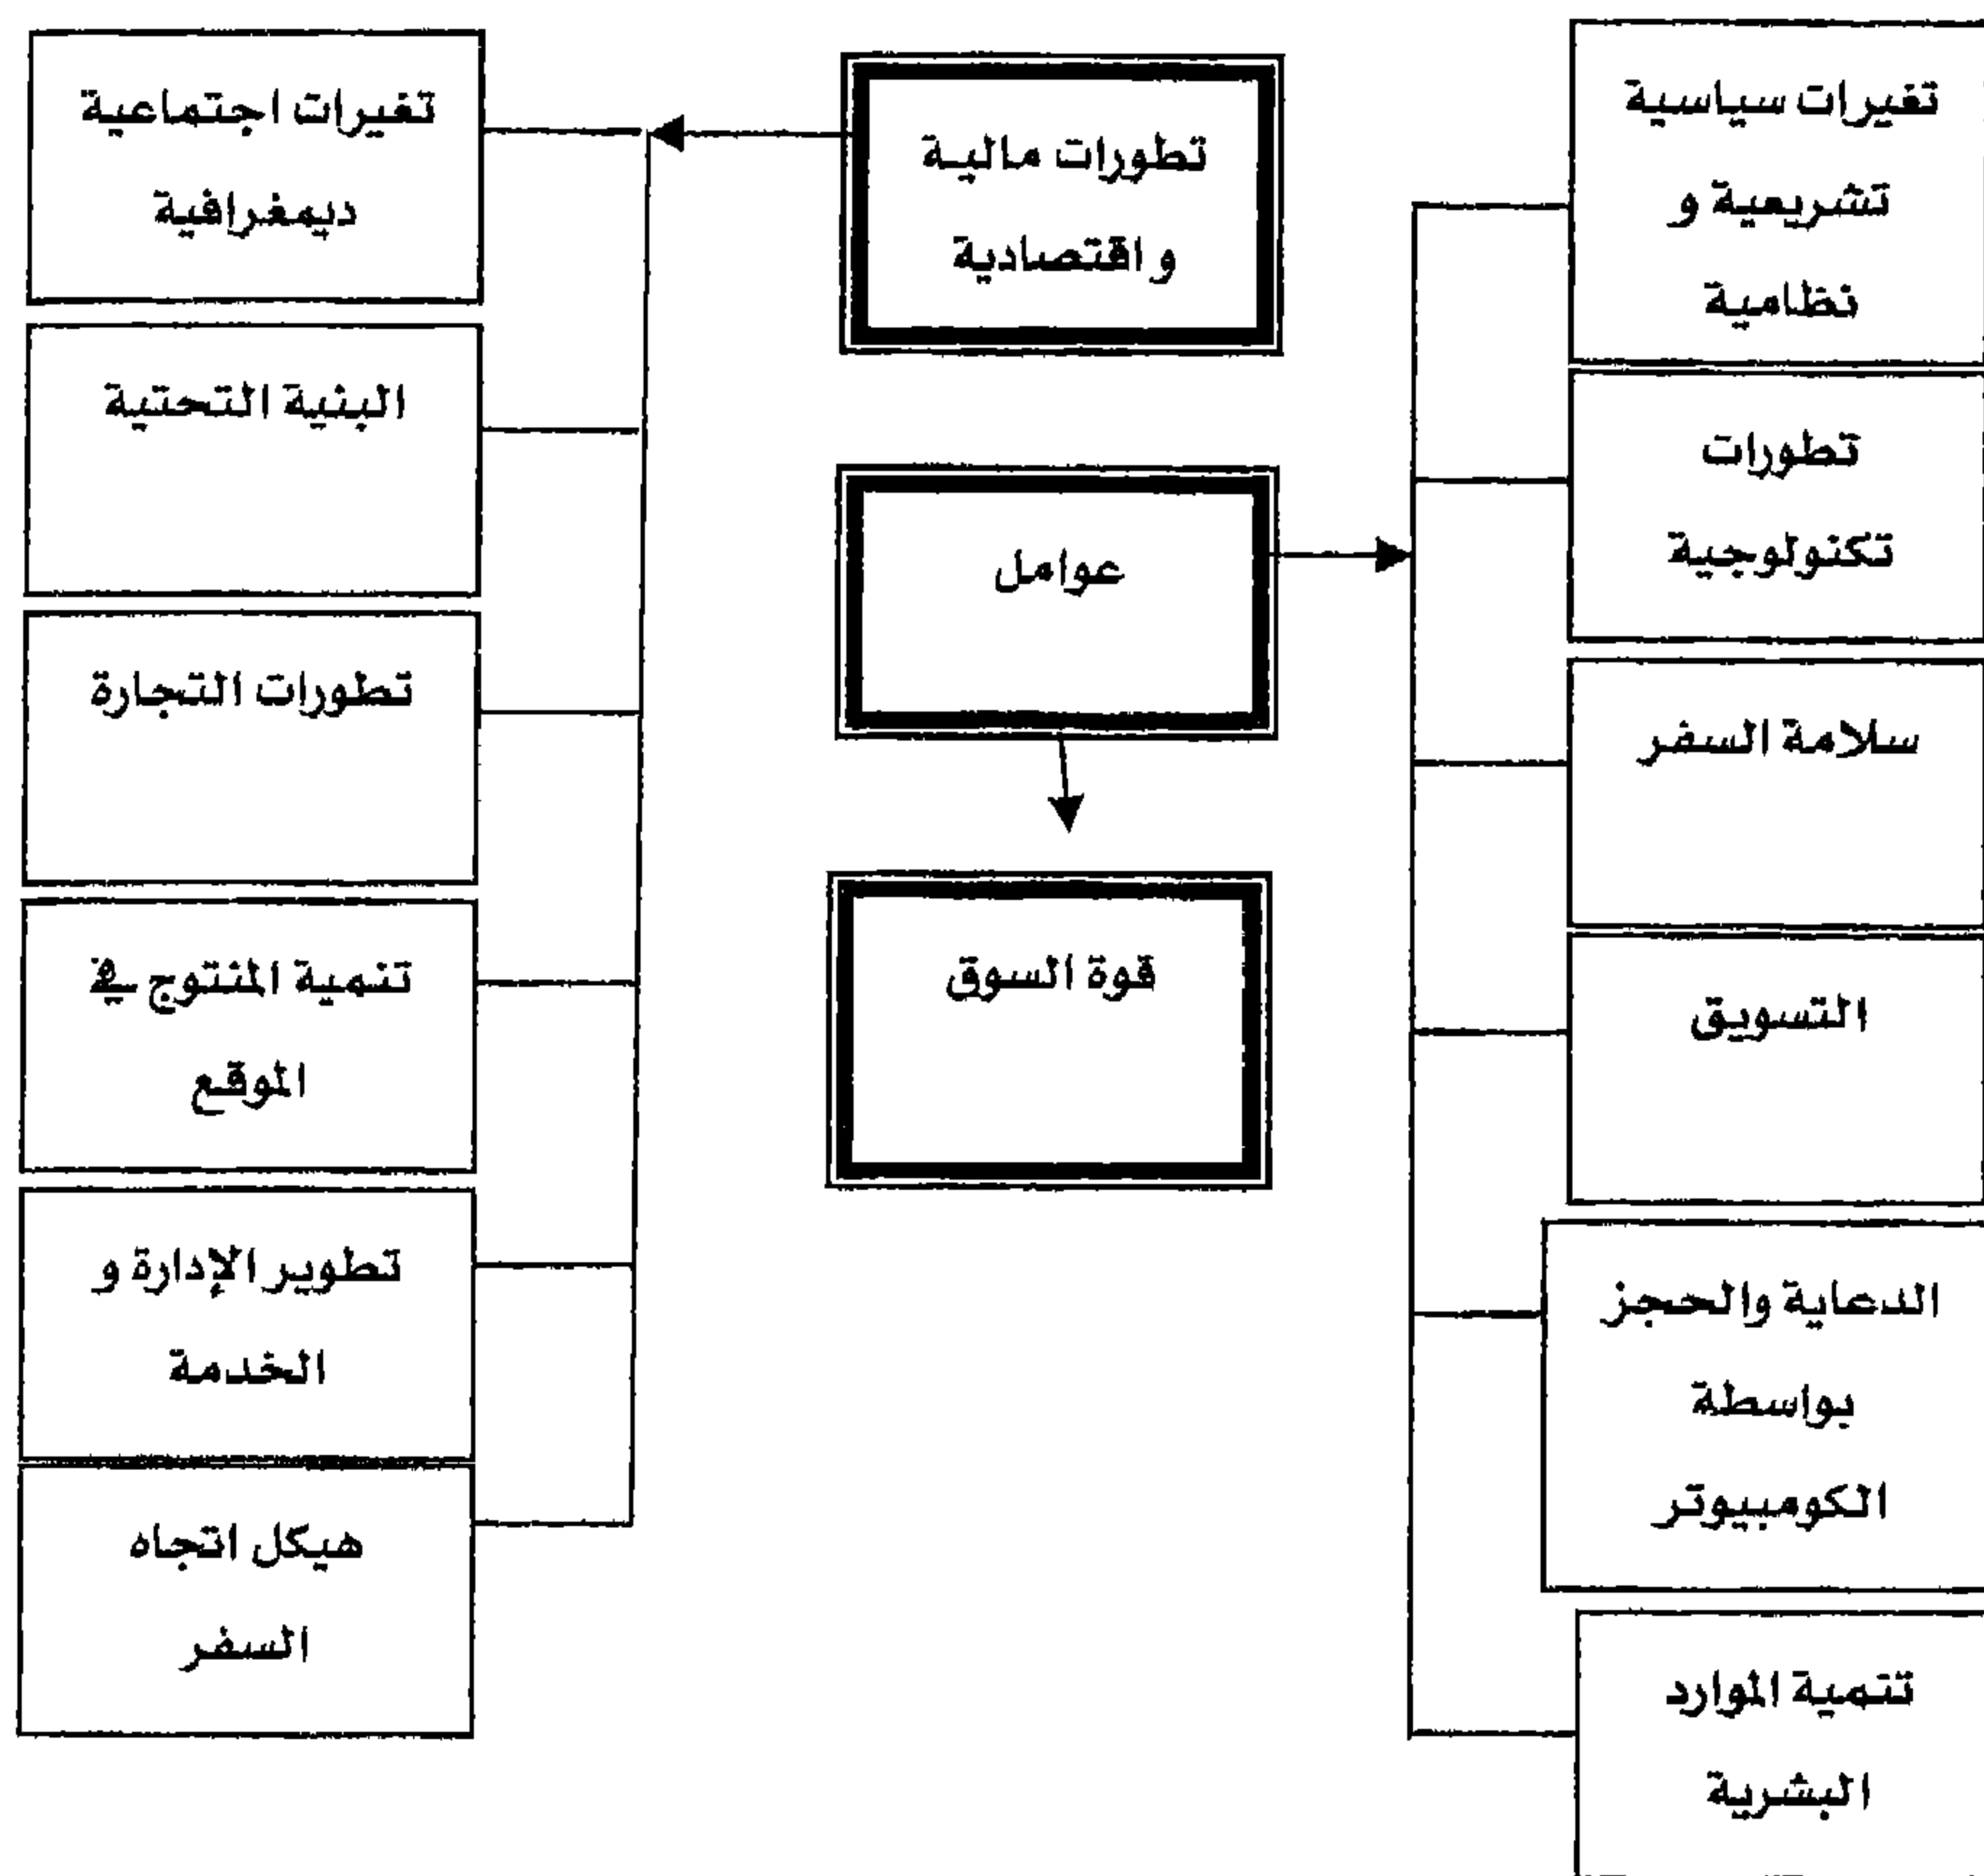 تغيرات سياسية
تشريعية و
نظامية
تطورات
تكنولوجية
سلامة السفر
التسويق
الدعاية والحجز
بواسطة
الكومبيوتر
تنمية الموارد
البشرية
تطورات مالية
و اقتصادية
عوامل
قوة السوق
تغيرات اجتماعية
ديمغرافية
البنية التحتية
تطورات التجارة
تنمية المنتوج في
الموقع
تطوير الإدارة و
الخدمة
هيكل اتجاه
السفر